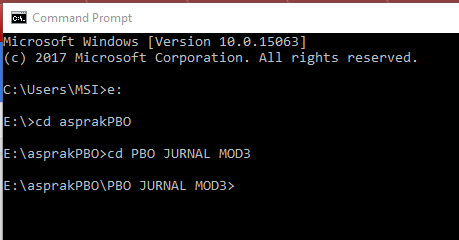 Command Prompt
Microsoft Windows [Version 10.0.15063]
(c) 2017 Microsoft Corporation. All rights reserved.
C:\Users\MSI>e:
E:\>cd asprakPBO
E:\asprakPBO>cd PBO JURNAL MOD3
E:\asprakPBO\PBO JURNAL MOD3>